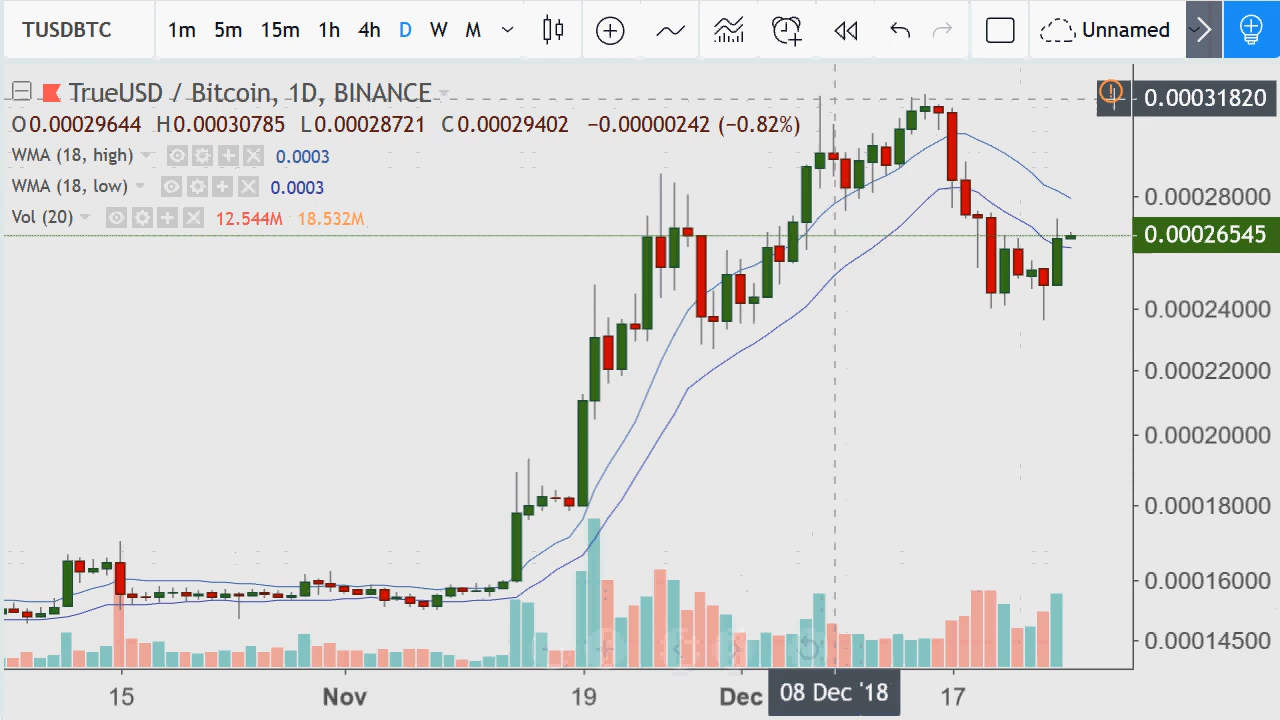 TUSDBTC 1m 5m 15m 1h 4h D W M Unnamed
TrueUSD / Bitcoin, 1D, BINANCE
O0.00029644 H0.00030785 L0.00028721 C0.00029402 −0.00000242 (−0.82%)
WMA (18, high) 0.0003
WMA (18, low) 0.0003
Vol (20) 12.544M 18.532M
0.00031820
0.00028000
0.00026545
0.00024000
0.00022000
0.00020000
0.00018000
0.00016000
0.00014500
15 Nov 19 Dec 08 Dec '18 17